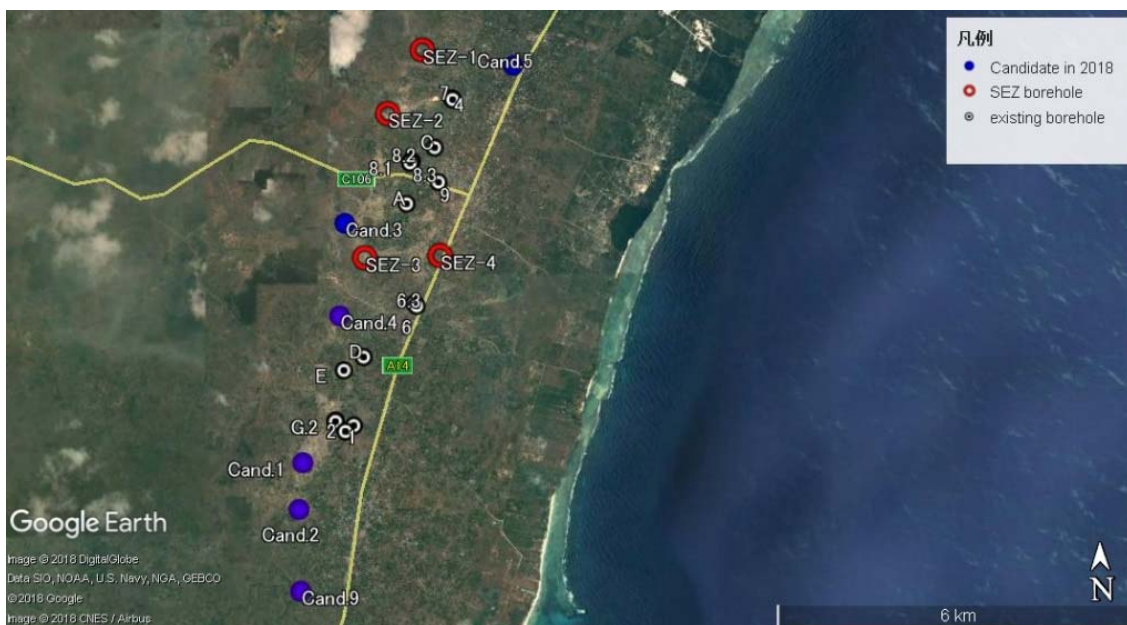 凡例
Candidate in 2018
SEZ borehole
existing borehole
SEZ-1
Cand.5
7
4
SEZ-2
C
8.2
8.1
8.3
C106
9
A
Cand.3
SEZ-3
SEZ-4
6.3
6
Cand.4
D
E
A14
G.2
2
1
Cand.1
Cand.2
Cand.9
Google Earth
Image © 2018 DigitalGlobe
Data SIO, NOAA, U.S. Navy, NGA, GEBCO
© 2018 Google
Image © 2018 CNES / Airbus
N
6 km